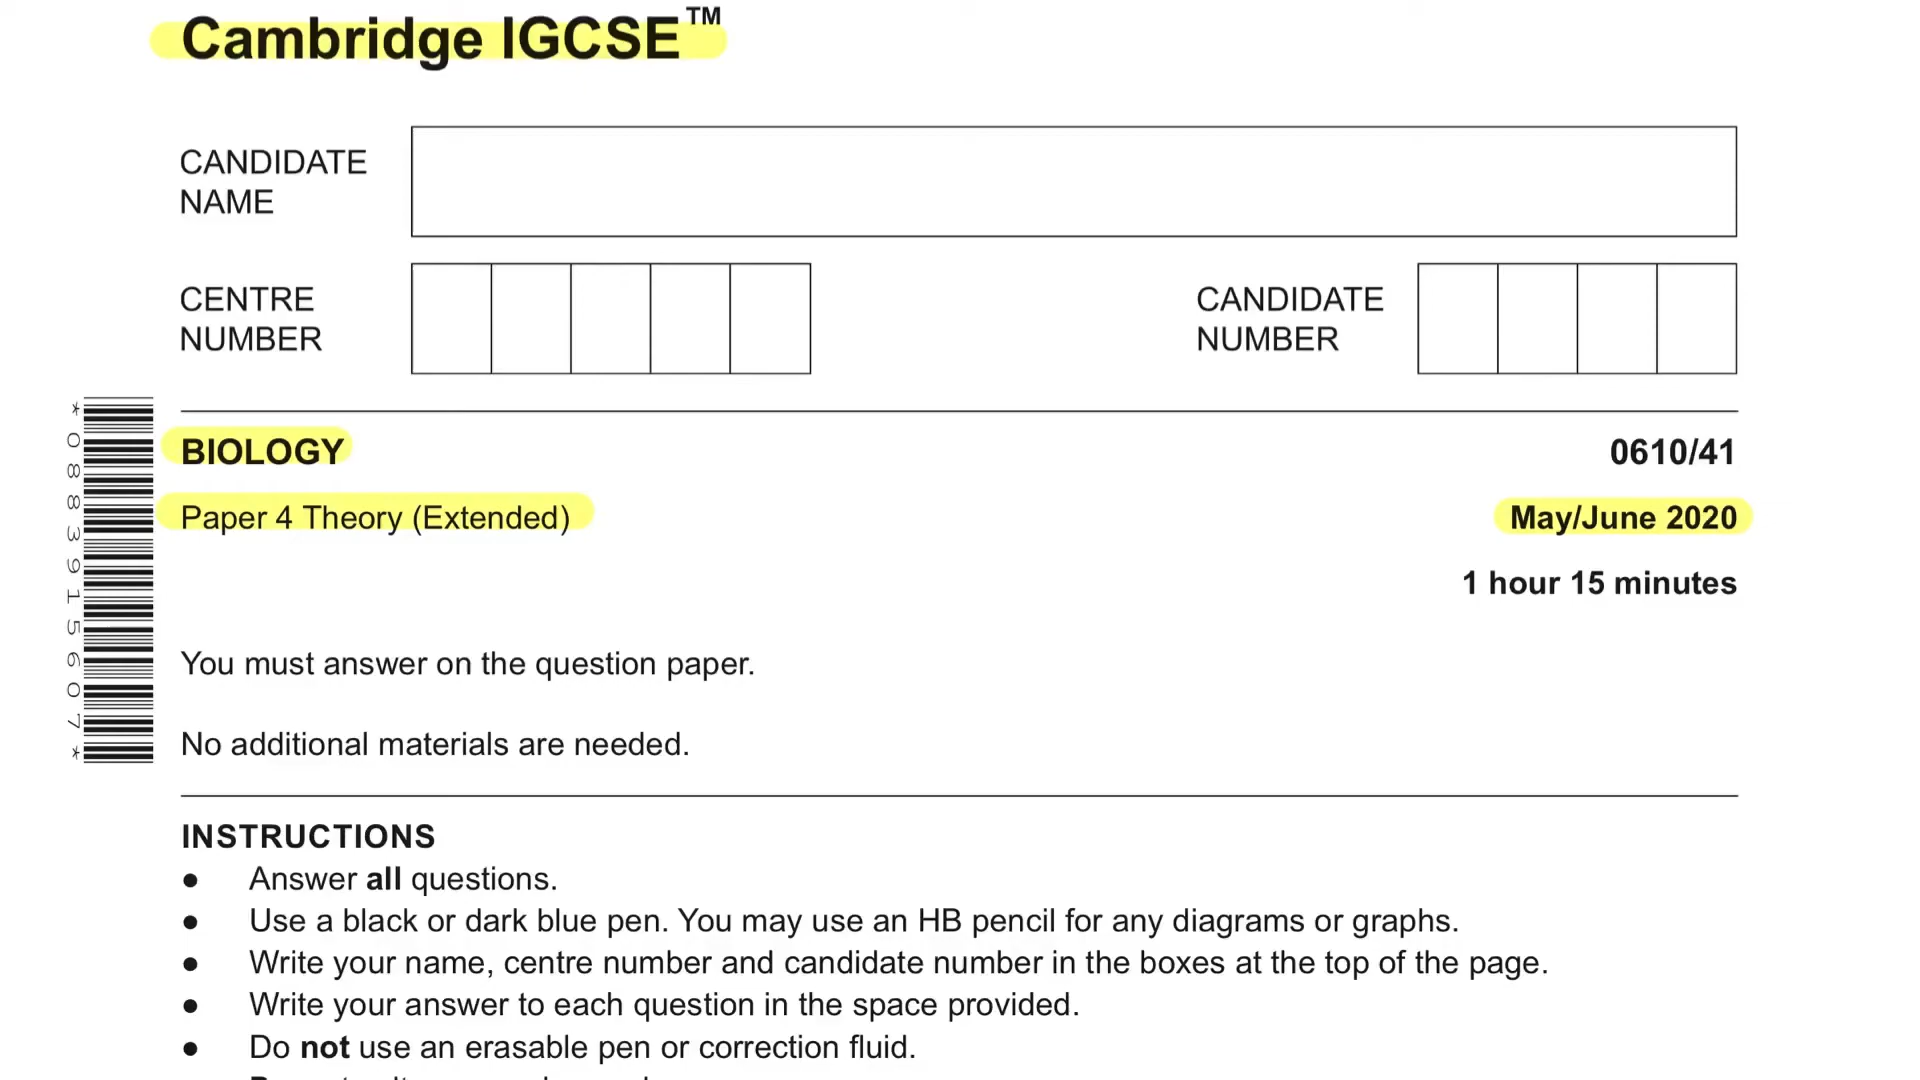 Cambridge IGCSE™
CANDIDATE
NAME
CENTRE
NUMBER
CANDIDATE
NUMBER
*0883915607*
BIOLOGY
0610/41
Paper 4 Theory (Extended)
May/June 2020
1 hour 15 minutes
You must answer on the question paper.
No additional materials are needed.
INSTRUCTIONS
● Answer all questions.
● Use a black or dark blue pen. You may use an HB pencil for any diagrams or graphs.
● Write your name, centre number and candidate number in the boxes at the top of the page.
● Write your answer to each question in the space provided.
● Do not use an erasable pen or correction fluid.